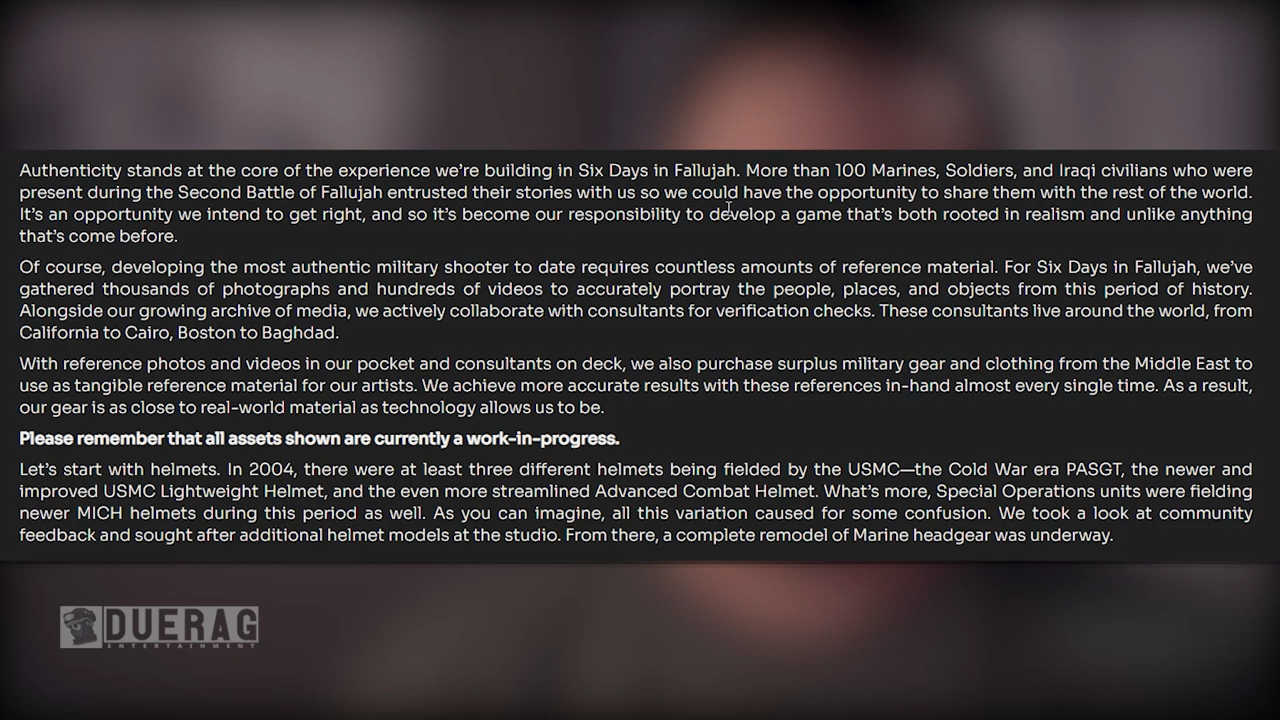 Authenticity stands at the core of the experience we’re building in Six Days in Fallujah. More than 100 Marines, Soldiers, and Iraqi civilians who were
present during the Second Battle of Fallujah entrusted their stories with us so we could have the opportunity to share them with the rest of the world.
It’s an opportunity we intend to get right, and so it’s become our responsibility to develop a game that’s both rooted in realism and unlike anything
that’s come before.
Of course, developing the most authentic military shooter to date requires countless amounts of reference material. For Six Days in Fallujah, we’ve
gathered thousands of photographs and hundreds of videos to accurately portray the people, places, and objects from this period of history.
Alongside our growing archive of media, we actively collaborate with consultants for verification checks. These consultants live around the world, from
California to Cairo, Boston to Baghdad.
With reference photos and videos in our pocket and consultants on deck, we also purchase surplus military gear and clothing from the Middle East to
use as tangible reference material for our artists. We achieve more accurate results with these references in-hand almost every single time. As a result,
our gear is as close to real-world material as technology allows us to be.
Please remember that all assets shown are currently a work-in-progress.
Let’s start with helmets. In 2004, there were at least three different helmets being fielded by the USMC—the Cold War era PASGT, the newer and
improved USMC Lightweight Helmet, and the even more streamlined Advanced Combat Helmet. What’s more, Special Operations units were fielding
newer MICH helmets during this period as well. As you can imagine, all this variation caused for some confusion. We took a look at community
feedback and sought after additional helmet models at the studio. From there, a complete remodel of Marine headgear was underway.
DUERAG
ENTERTAINMENT